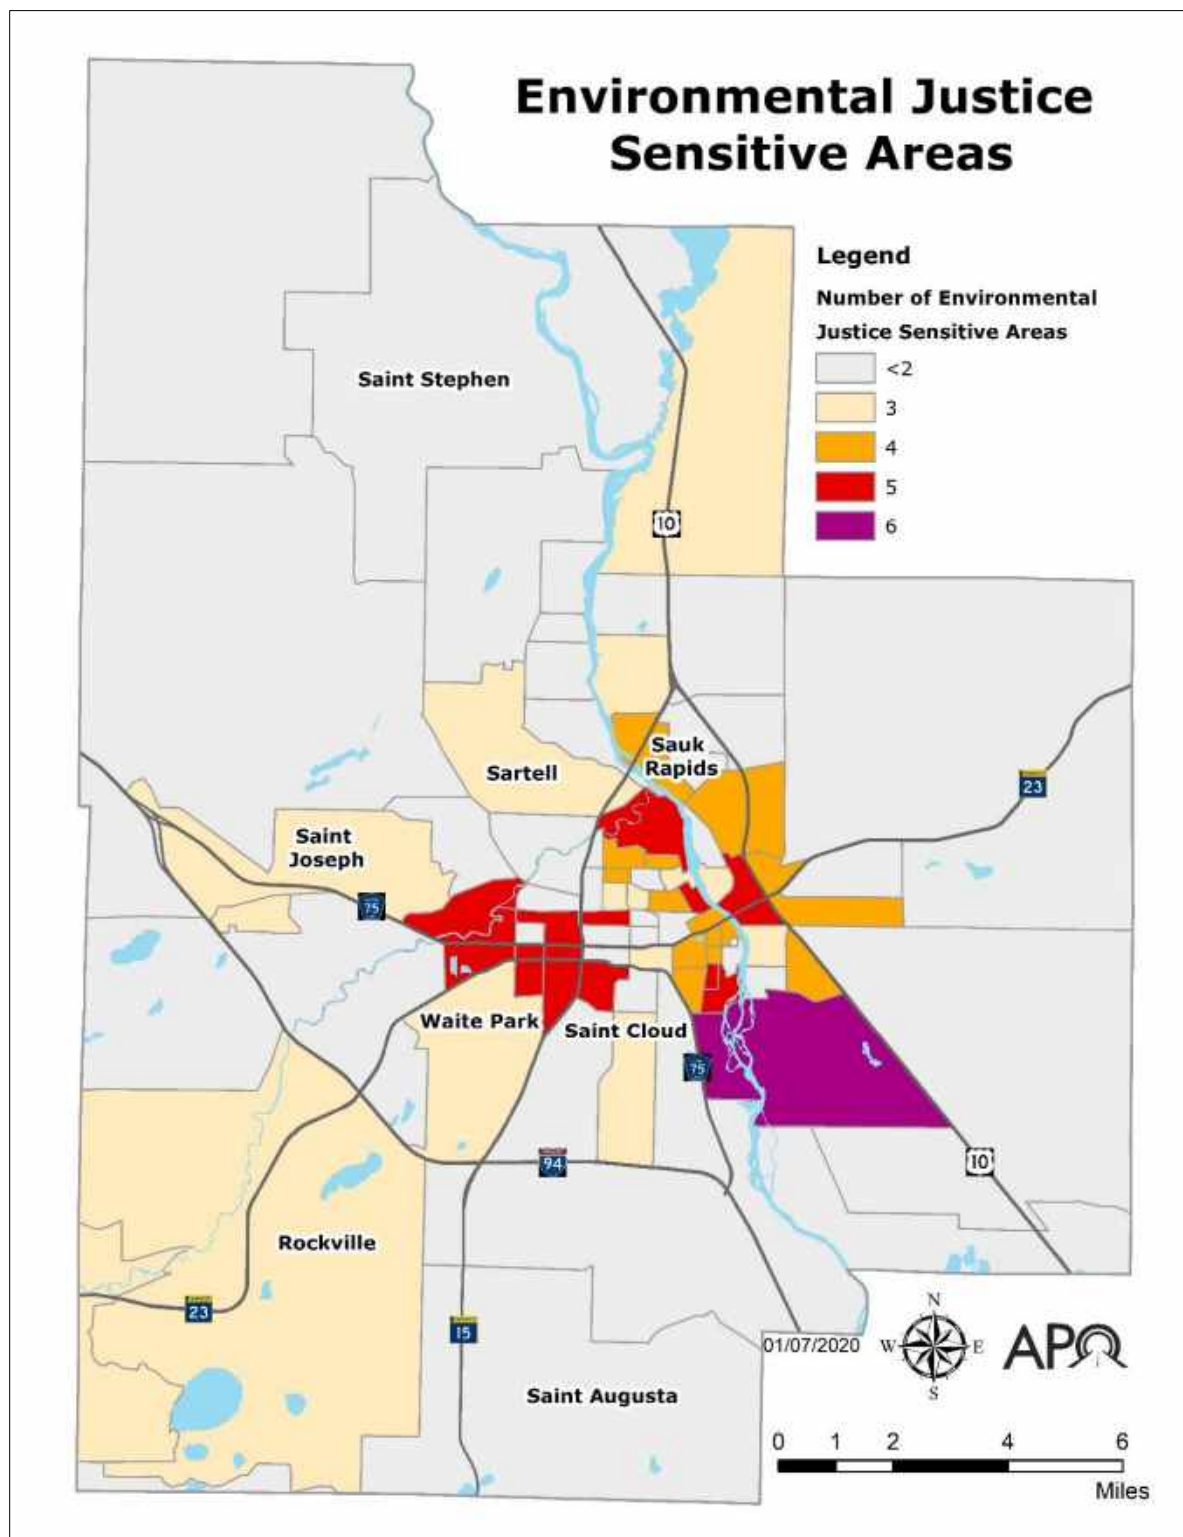 Environmental Justice
Sensitive Areas
Legend
Number of Environmental
Justice Sensitive Areas
<2
3
4
5
6
Saint Stephen
10
Sauk
Rapids
Sartell
23
Saint
Joseph
75
Waite Park
Saint Cloud
75
94
10
Rockville
23
15
Saint Augusta
01/07/2020
N
W
E
S
APO
0 1 2 4 6
Miles